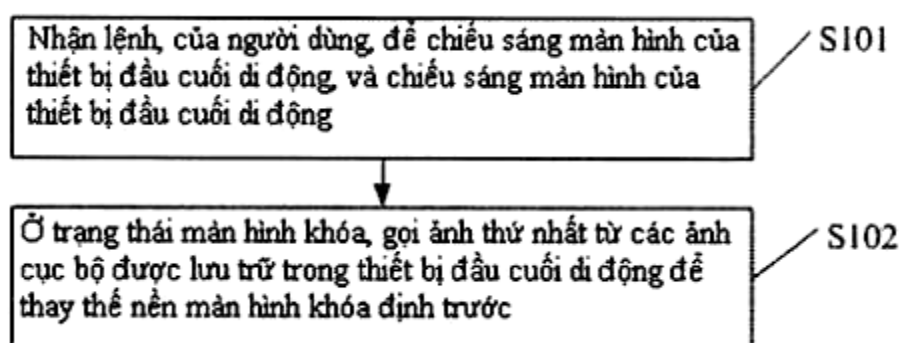 Nhận lệnh, của người dùng, để chiếu sáng màn hình của
thiết bị đầu cuối di động, và chiếu sáng màn hình của
thiết bị đầu cuối di động
S101
Ở trạng thái màn hình khóa, gọi ảnh thứ nhất từ các ảnh
cục bộ được lưu trữ trong thiết bị đầu cuối di động để
thay thế nền màn hình khóa định trước
S102